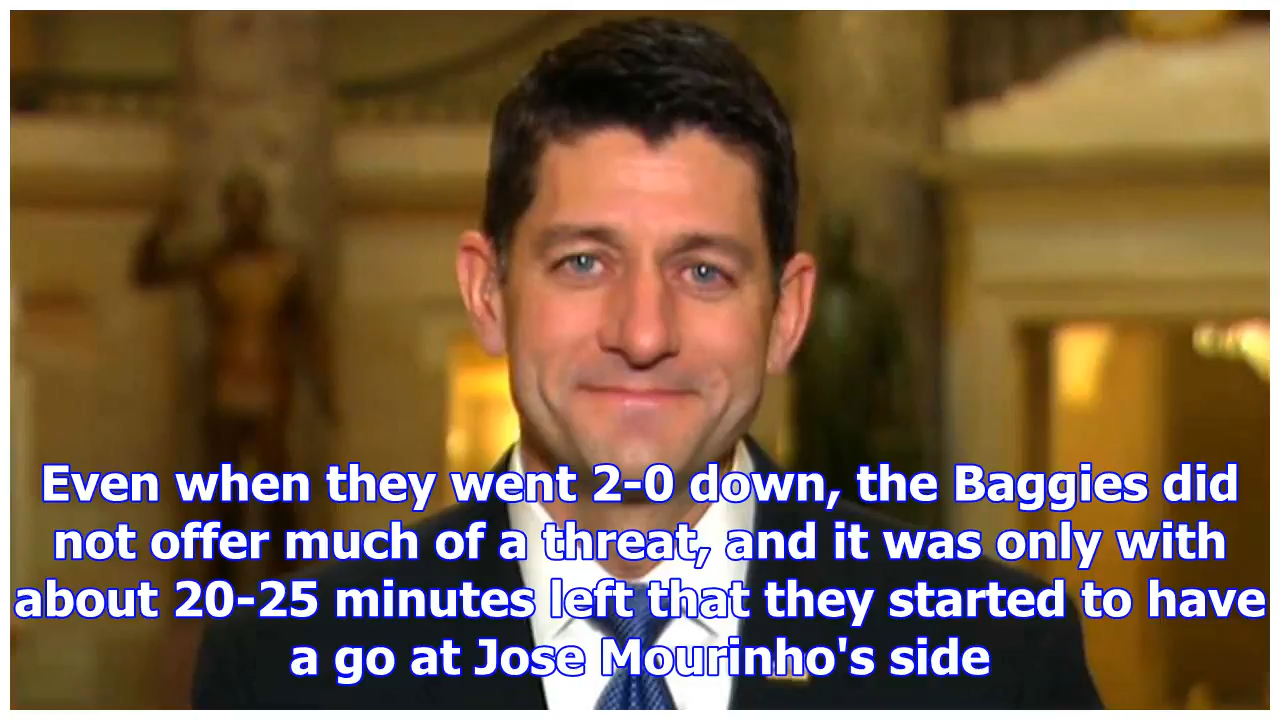 Even when they went 2-0 down, the Baggies did
not offer much of a threat, and it was only with
about 20-25 minutes left that they started to have
a go at Jose Mourinho's side